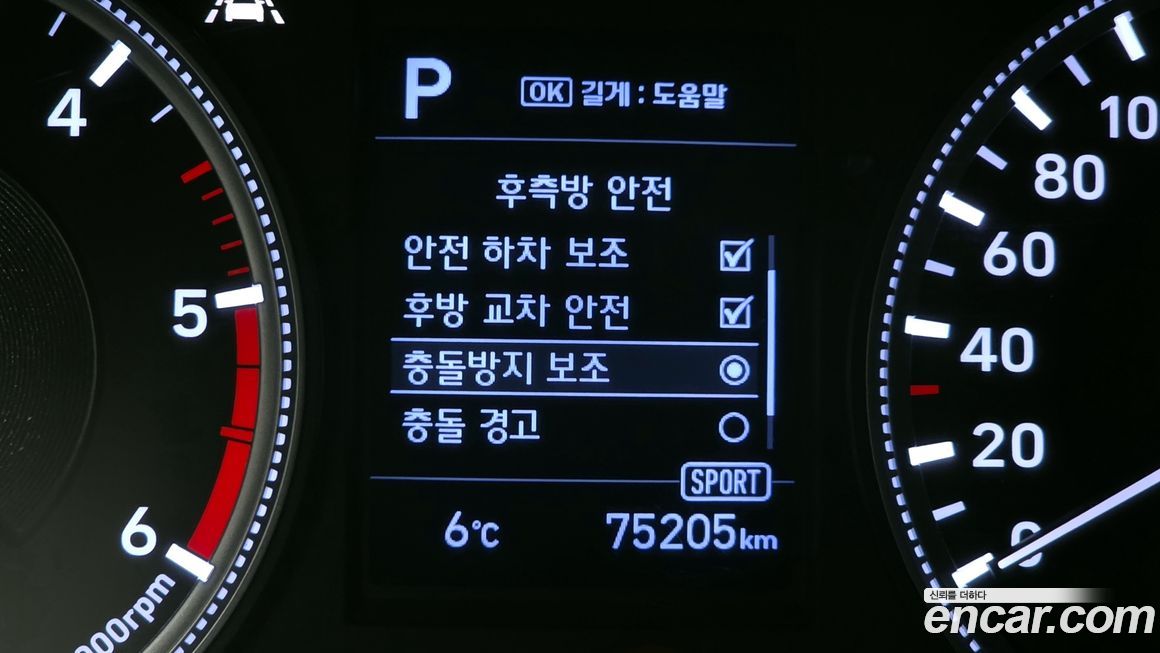 P
OK 길게 : 도움말
후측방 안전
안전 하차 보조
후방 교차 안전
충돌방지 보조
충돌 경고
SPORT
6℃
75205km
4
5
6
000rpm
10
80
60
40
20
0
신뢰를 더하다
encar.com